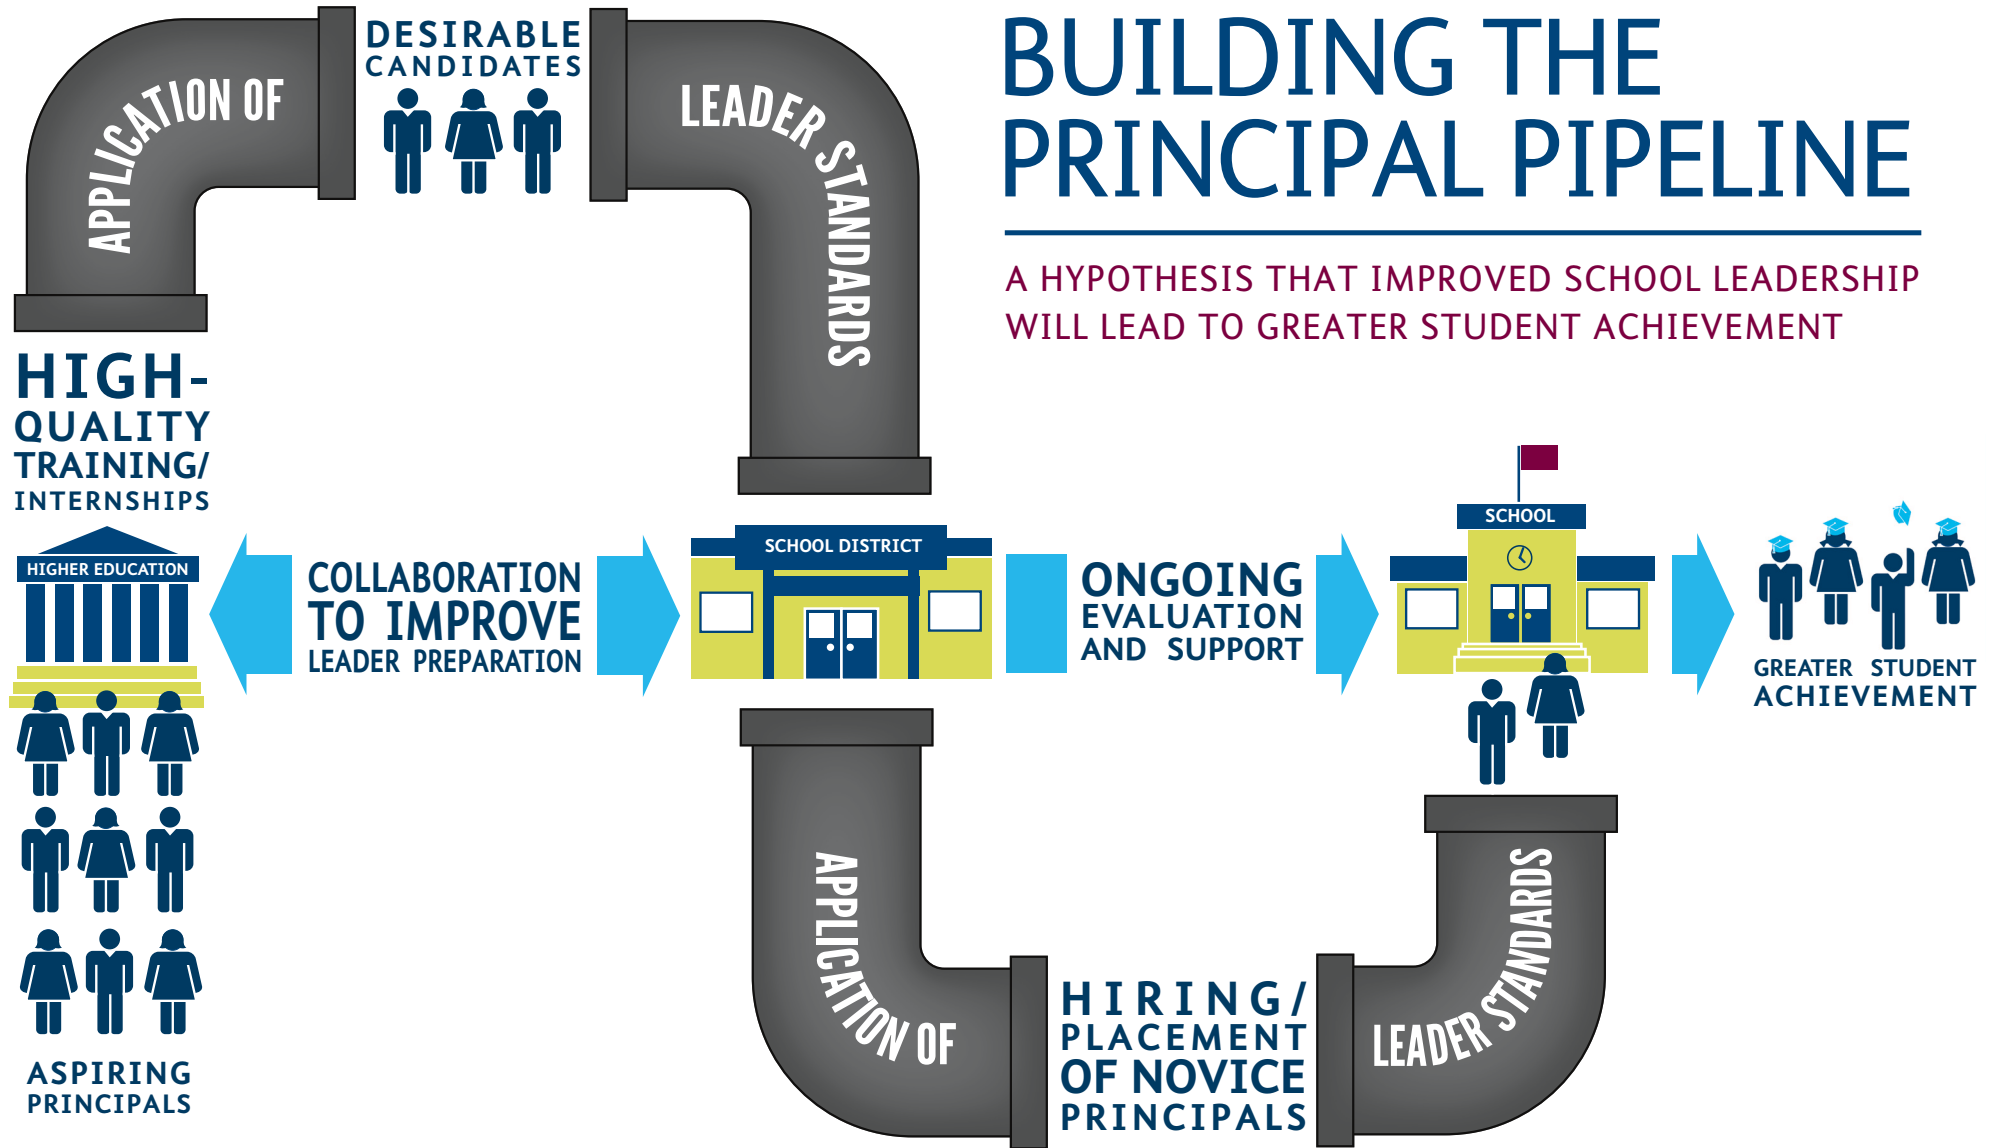 BUILDING THE
PRINCIPAL PIPELINE
A HYPOTHESIS THAT IMPROVED SCHOOL LEADERSHIP
WILL LEAD TO GREATER STUDENT ACHIEVEMENT
APPLICATION OF
DESIRABLE
CANDIDATES
LEADER STANDARDS
HIGH-
QUALITY
TRAINING/
INTERNSHIPS
HIGHER EDUCATION
COLLABORATION
TO IMPROVE
LEADER PREPARATION
SCHOOL DISTRICT
ONGOING
EVALUATION
AND SUPPORT
SCHOOL
GREATER STUDENT
ACHIEVEMENT
ASPIRING
PRINCIPALS
APPLICATION OF
HIRING/
PLACEMENT
OF NOVICE
PRINCIPALS
LEADER STANDARDS